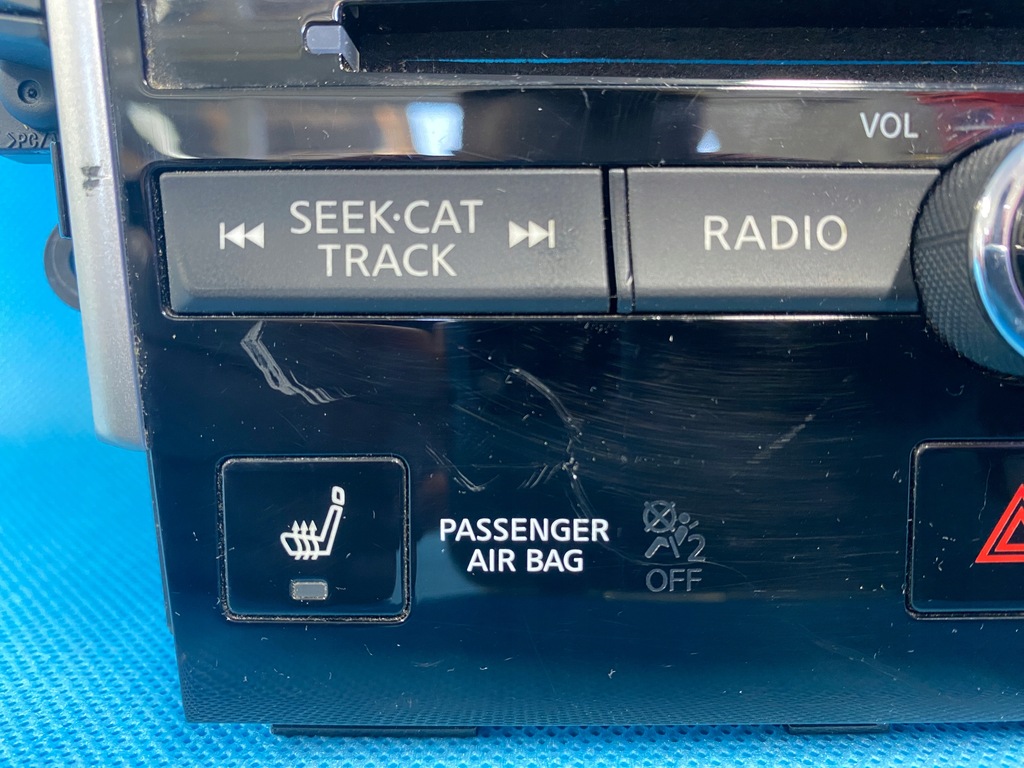 VOL
SEEK·CAT
TRACK
RADIO
PASSENGER
AIR BAG
2
OFF